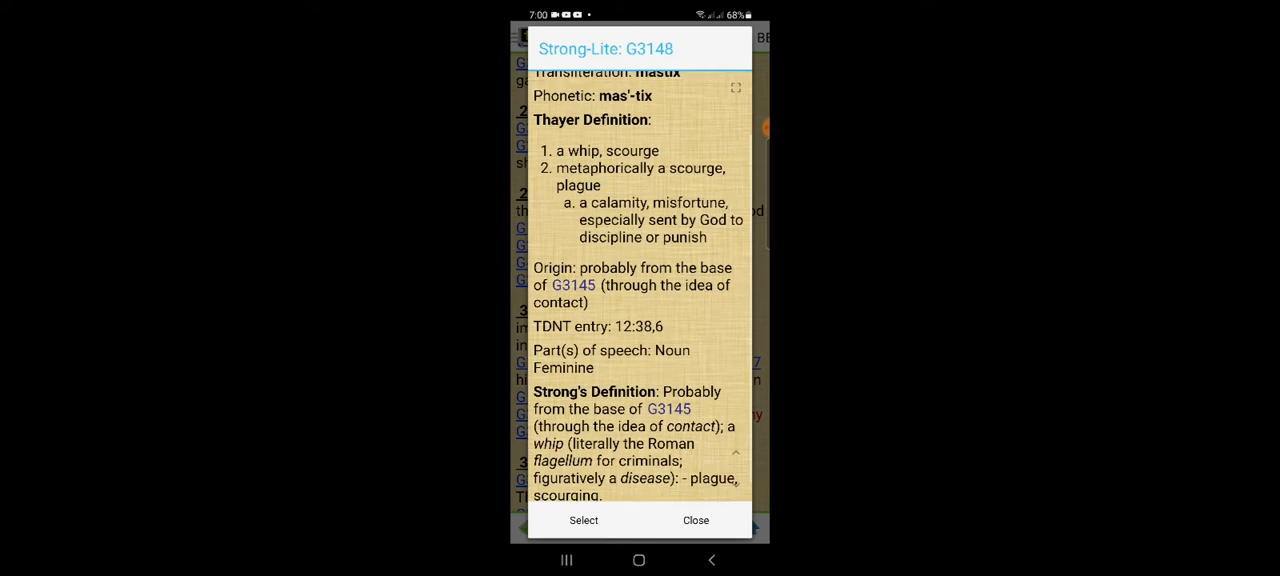 7:00
68%
BE
Strong-Lite: G3148
Transliteration: mastix
Phonetic: mas'-tix
Thayer Definition:
1. a whip, scourge
2. metaphorically a scourge,
plague
a. a calamity, misfortune,
especially sent by God to
discipline or punish
Origin: probably from the base
of G3145 (through the idea of
contact)
TDNT entry: 12:38,6
Part(s) of speech: Noun
Feminine
Strong's Definition: Probably
from the base of G3145
(through the idea of contact); a
whip (literally the Roman
flagellum for criminals;
figuratively a disease): - plague,
scourging.
Select
Close